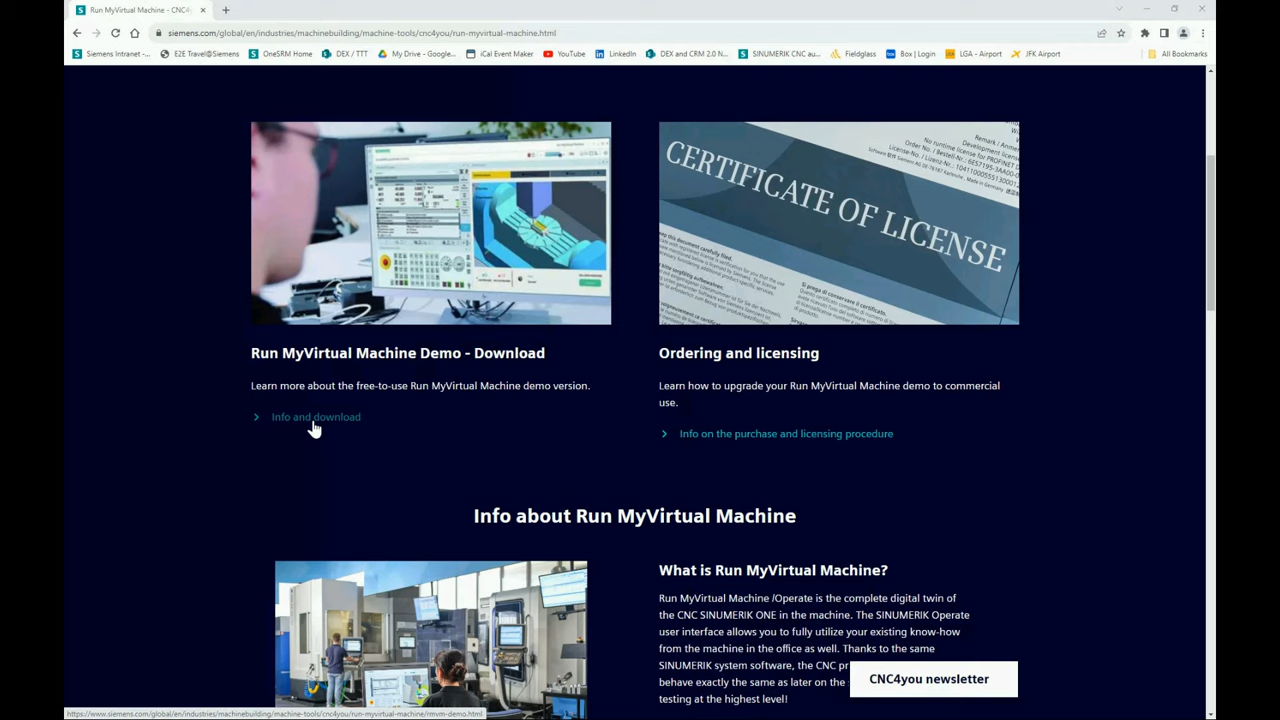 Run MyVirtual Machine - CNC4
siemens.com/global/en/industries/machinebuilding/machine-tools/cnc4you/run-myvirtual-machine.html
Siemens Intranet -... E2E Travel@Siemens OneSRM Home DEX / TTT My Drive - Google... iCal Event Maker YouTube LinkedIn DEX and CRM 2.0 N... SINUMERIK CNC au... Fieldglass Box | Login LGA - Airport JFK Airport All Bookmarks
CERTIFICATE OF LICENSE
Run MyVirtual Machine Demo - Download
Learn more about the free-to-use Run MyVirtual Machine demo version.
Info and download
Ordering and licensing
Learn how to upgrade your Run MyVirtual Machine demo to commercial
use.
Info on the purchase and licensing procedure
Info about Run MyVirtual Machine
What is Run MyVirtual Machine?
Run MyVirtual Machine /Operate is the complete digital twin of
the CNC SINUMERIK ONE in the machine. The SINUMERIK Operate
user interface allows you to fully utilize your existing know-how
from the machine in the office as well. Thanks to the same
SINUMERIK system software, the CNC pr
behave exactly the same as later on the
testing at the highest level!
CNC4you newsletter
https://www.siemens.com/global/en/industries/machinebuilding/machine-tools/cnc4you/run-myvirtual-machine/rmvm-demo.html